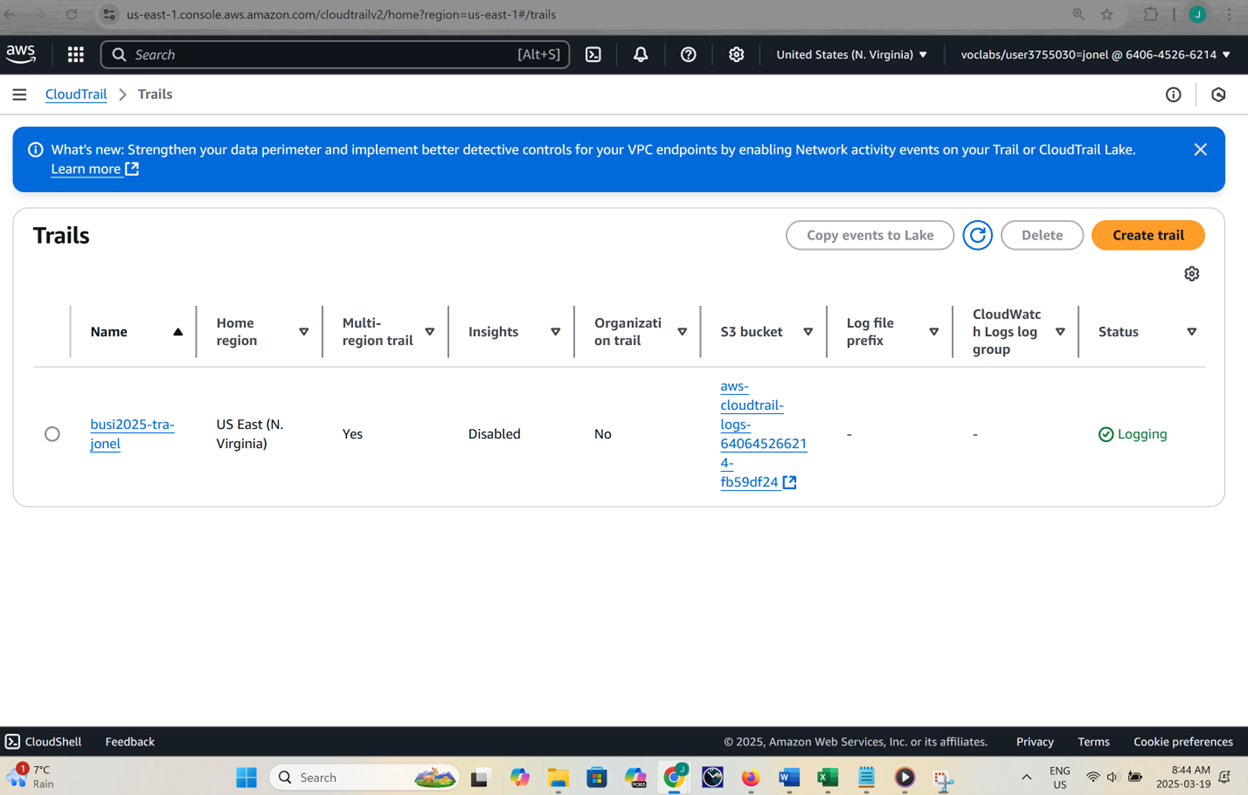 us-east-1.console.aws.amazon.com/cloudtrailv2/home?region=us-east-1#/trails
J
aws
Search
[Alt+S]
United States (N. Virginia)
voclabs/user3755030=jonel @ 6406-4526-6214
CloudTrail
Trails
What's new: Strengthen your data perimeter and implement better detective controls for your VPC endpoints by enabling Network activity events on your Trail or CloudTrail Lake.
Learn more
Trails
Copy events to Lake
Delete
Create trail
Name
Home
region
Multi-
region trail
Insights
Organizati
on trail
S3 bucket
Log file
prefix
CloudWatc
h Logs log
group
Status
busi2025-tra-
jonel
US East (N.
Virginia)
Yes
Disabled
No
aws-
cloudtrail-
logs-
64064526621
4-
fb59df24
-
-
Logging
CloudShell
Feedback
© 2025, Amazon Web Services, Inc. or its affiliates.
Privacy
Terms
Cookie preferences
1
7°C
Rain
Search
M365
J
W
X
ENG
US
8:44 AM
2025-03-19